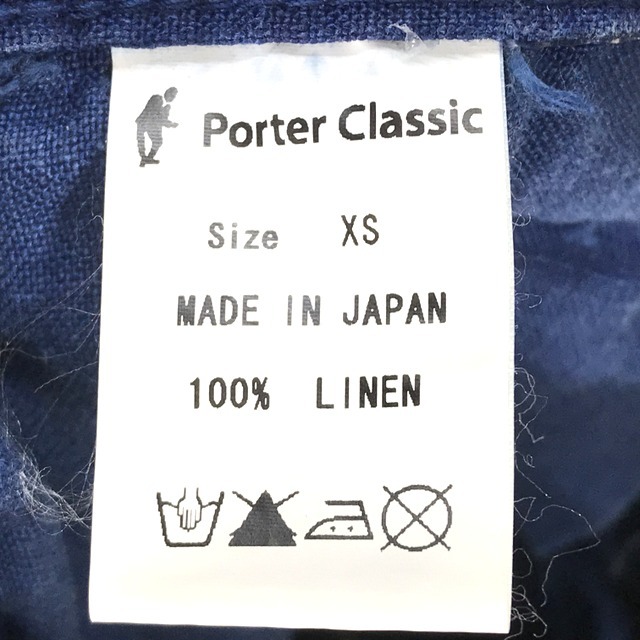 Porter Classic
Size XS
MADE IN JAPAN
100% LINEN